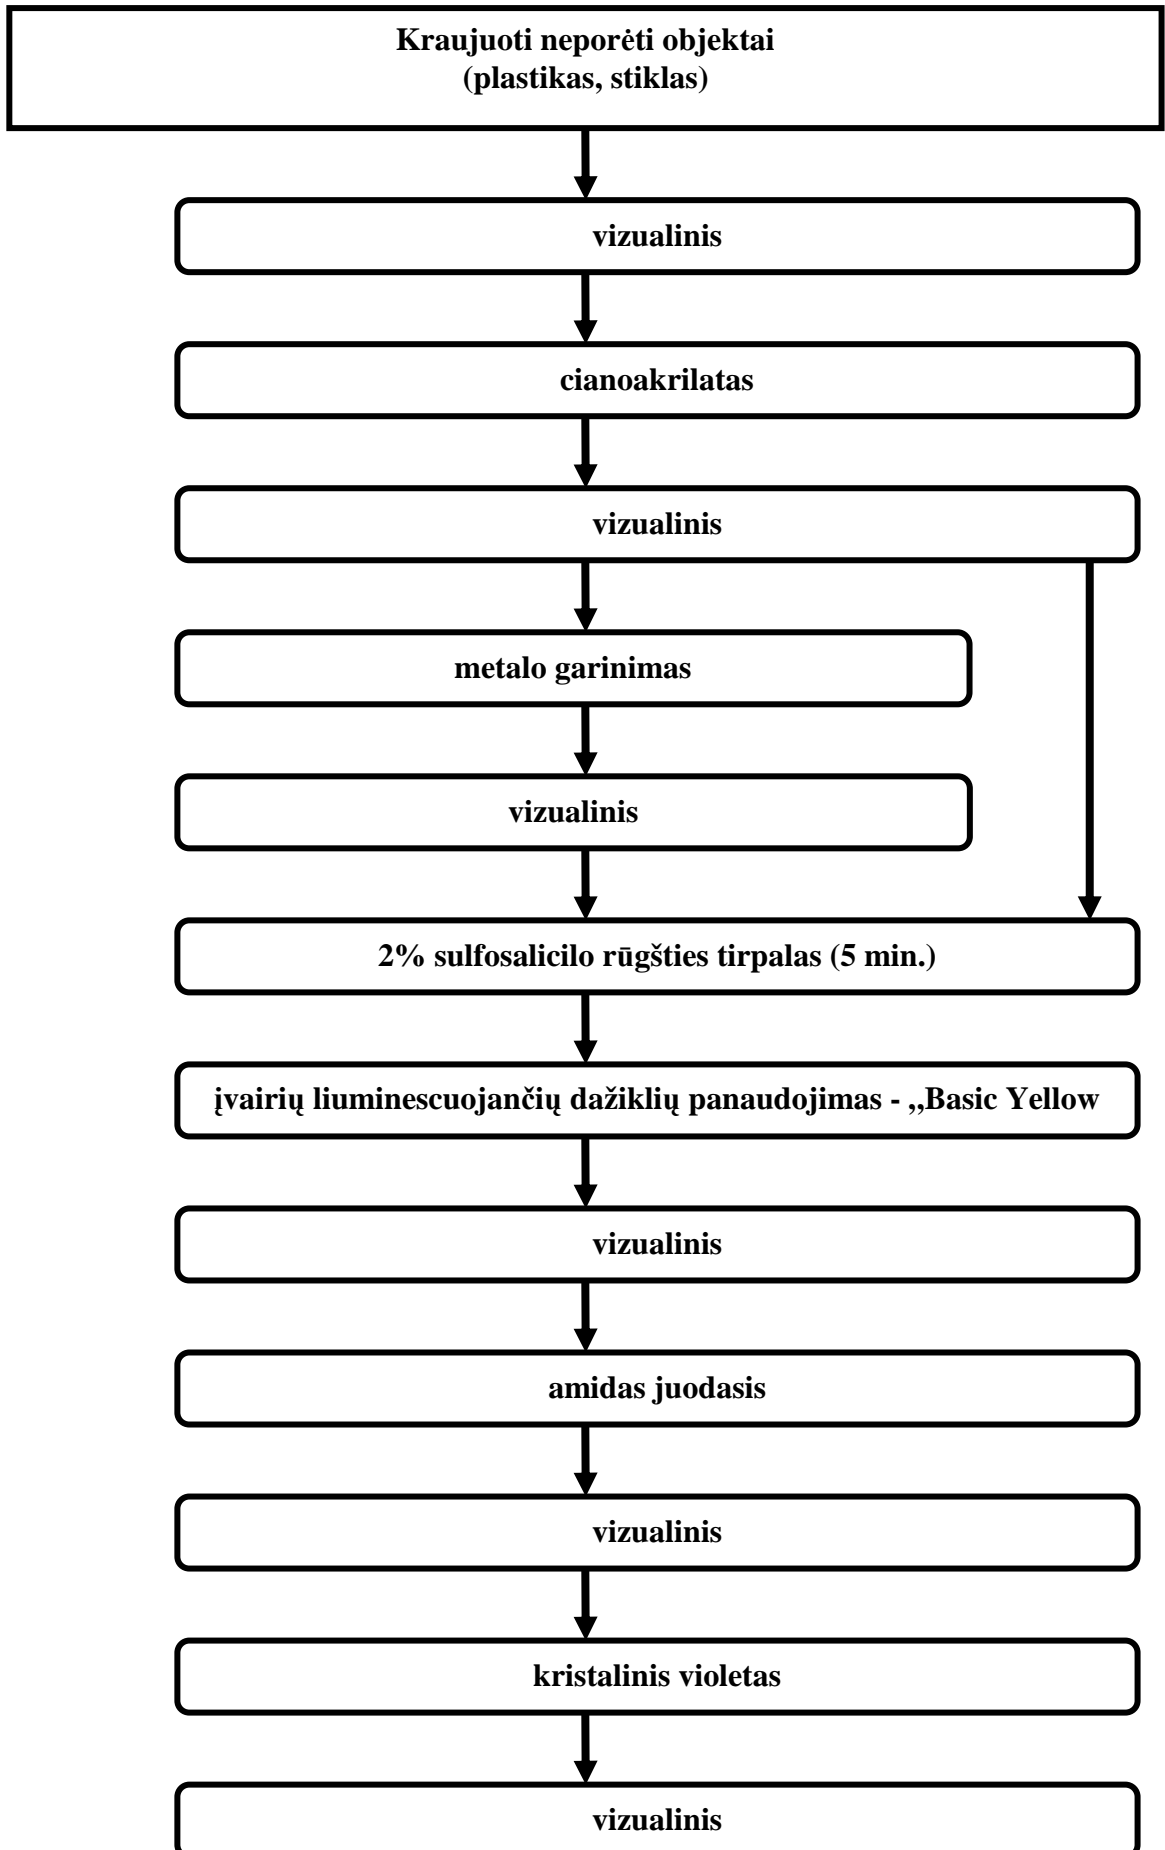 Kraujuoti neporėti objektai
(plastikas, stiklas)
vizualinis
cianoakrilatas
vizualinis
metalo garinimas
vizualinis
2% sulfosalicilo rūgšties tirpalas (5 min.)
įvairių liuminescuojančių dažiklių panaudojimas - „Basic Yellow
vizualinis
amidas juodasis
vizualinis
kristalinis violetas
vizualinis